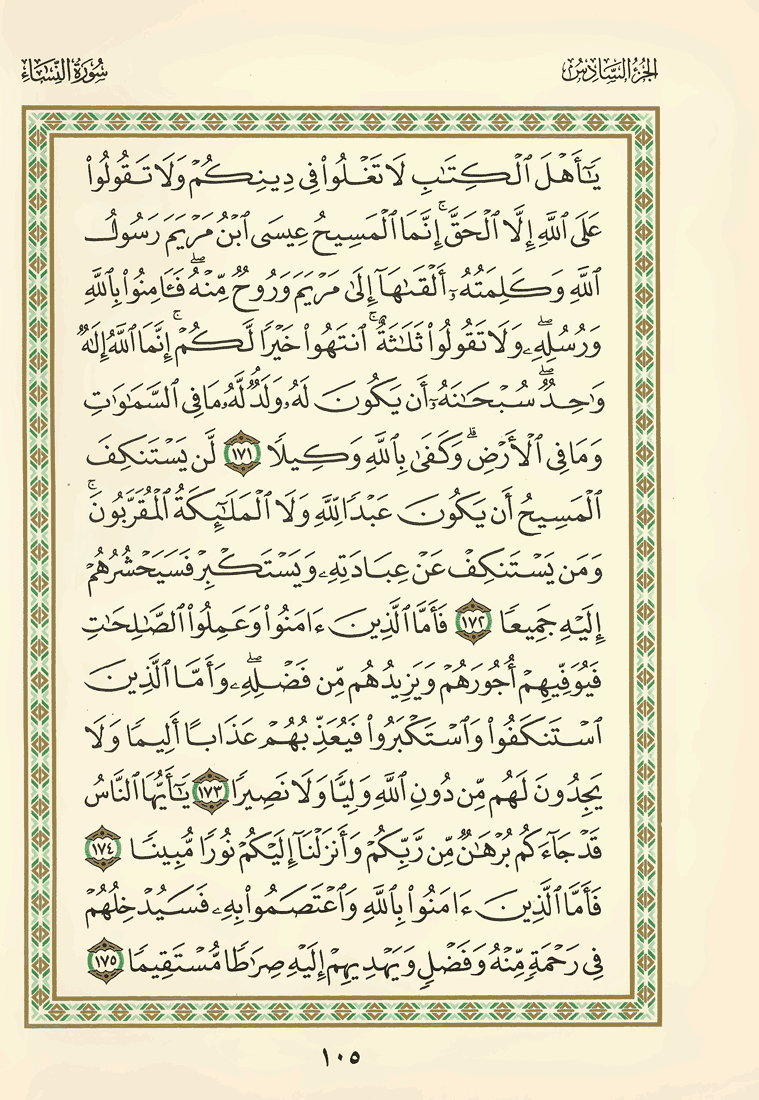 الجزء السادس
سورة النساء
يَـٰٓأَهْلَ ٱلْكِتَـٰبِ لَا تَغْلُوا۟ فِى دِينِكُمْ وَلَا تَقُولُوا۟
عَلَى ٱللَّهِ إِلَّا ٱلْحَقَّ ۚ إِنَّمَا ٱلْمَسِيحُ عِيسَى ٱبْنُ مَرْيَمَ رَسُولُ
ٱللَّهِ وَكَلِمَتُهُۥٓ أَلْقَىٰهَآ إِلَىٰ مَرْيَمَ وَرُوحٌ مِّنْهُ ۖ فَـَٔامِنُوا۟ بِٱللَّهِ
وَرُسُلِهِۦ ۖ وَلَا تَقُولُوا۟ ثَلَـٰثَةٌ ۚ ٱنتَهُوا۟ خَيْرًا لَّكُمْ ۚ إِنَّمَا ٱللَّهُ إِلَـٰهٌ
وَٰحِدٌ ۖ سُبْحَـٰنَهُۥٓ أَن يَكُونَ لَهُۥ وَلَدٌ ۘ لَّهُۥ مَا فِى ٱلسَّمَـٰوَٰتِ
وَمَا فِى ٱلْأَرْضِ ۗ وَكَفَىٰ بِٱللَّهِ وَكِيلًا ١٧١ لَّن يَسْتَنكِفَ
ٱلْمَسِيحُ أَن يَكُونَ عَبْدًا لِّلَّهِ وَلَا ٱلْمَلَـٰٓئِكَةُ ٱلْمُقَرَّبُونَ ۚ
وَمَن يَسْتَنكِفْ عَنْ عِبَادَتِهِۦ وَيَسْتَكْبِرْ فَسَيَحْشُرُهُمْ
إِلَيْهِ جَمِيعًا ١٧٢ فَأَمَّا ٱلَّذِينَ ءَامَنُوا۟ وَعَمِلُوا۟ ٱلصَّـٰلِحَـٰتِ
فَيُوَفِّيهِمْ أُجُورَهُمْ وَيَزِيدُهُم مِّن فَضْلِهِۦ ۖ وَأَمَّا ٱلَّذِينَ
ٱسْتَنكَفُوا۟ وَٱسْتَكْبَرُوا۟ فَيُعَذِّبُهُمْ عَذَابًا أَلِيمًا وَلَا
يَجِدُونَ لَهُم مِّن دُونِ ٱللَّهِ وَلِيًّا وَلَا نَصِيرًا ١٧٣ يَـٰٓأَيُّهَا ٱلنَّاسُ
قَدْ جَآءَكُم بُرْهَـٰنٌ مِّن رَّبِّكُمْ وَأَنزَلْنَآ إِلَيْكُمْ نُورًا مُّبِينًا ١٧٤
فَأَمَّا ٱلَّذِينَ ءَامَنُوا۟ بِٱللَّهِ وَٱعْتَصَمُوا۟ بِهِۦ فَسَيُدْخِلُهُمْ
فِى رَحْمَةٍ مِّنْهُ وَفَضْلٍ وَيَهْدِيهِمْ إِلَيْهِ صِرَٰطًا مُّسْتَقِيمًا ١٧٥
١٠٥